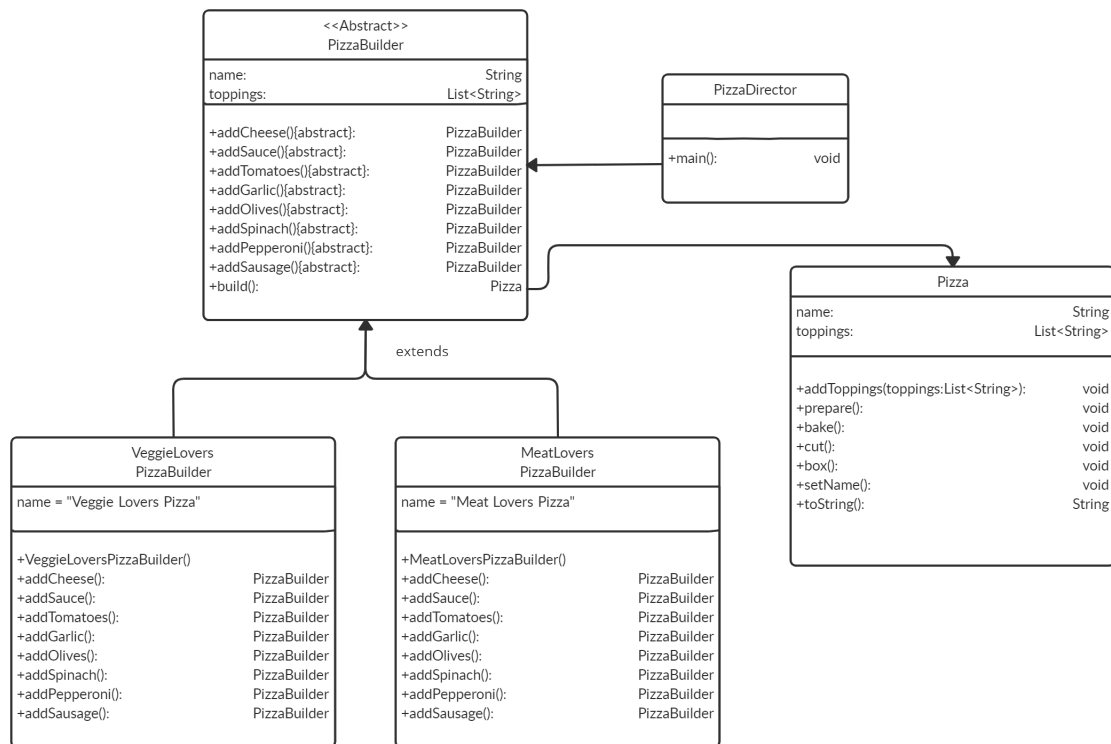 <<Abstract>>
PizzaBuilder
name: String
toppings: List<String>
+addCheese(){abstract}: PizzaBuilder
+addSauce(){abstract}: PizzaBuilder
+addTomatoes(){abstract}: PizzaBuilder
+addGarlic(){abstract}: PizzaBuilder
+addOlives(){abstract}: PizzaBuilder
+addSpinach(){abstract}: PizzaBuilder
+addPepperoni(){abstract}: PizzaBuilder
+addSausage(){abstract}: PizzaBuilder
+build(): Pizza
PizzaDirector
+main(): void
Pizza
name: String
toppings: List<String>
+addToppings(toppings:List<String>): void
+prepare(): void
+bake(): void
+cut(): void
+box(): void
+setName(): void
+toString(): String
extends
VeggieLovers
PizzaBuilder
name = "Veggie Lovers Pizza"
+VeggieLoversPizzaBuilder()
+addCheese(): PizzaBuilder
+addSauce(): PizzaBuilder
+addTomatoes(): PizzaBuilder
+addGarlic(): PizzaBuilder
+addOlives(): PizzaBuilder
+addSpinach(): PizzaBuilder
+addPepperoni(): PizzaBuilder
+addSausage(): PizzaBuilder
MeatLovers
PizzaBuilder
name = "Meat Lovers Pizza"
+MeatLoversPizzaBuilder()
+addCheese(): PizzaBuilder
+addSauce(): PizzaBuilder
+addTomatoes(): PizzaBuilder
+addGarlic(): PizzaBuilder
+addOlives(): PizzaBuilder
+addSpinach(): PizzaBuilder
+addPepperoni(): PizzaBuilder
+addSausage(): PizzaBuilder